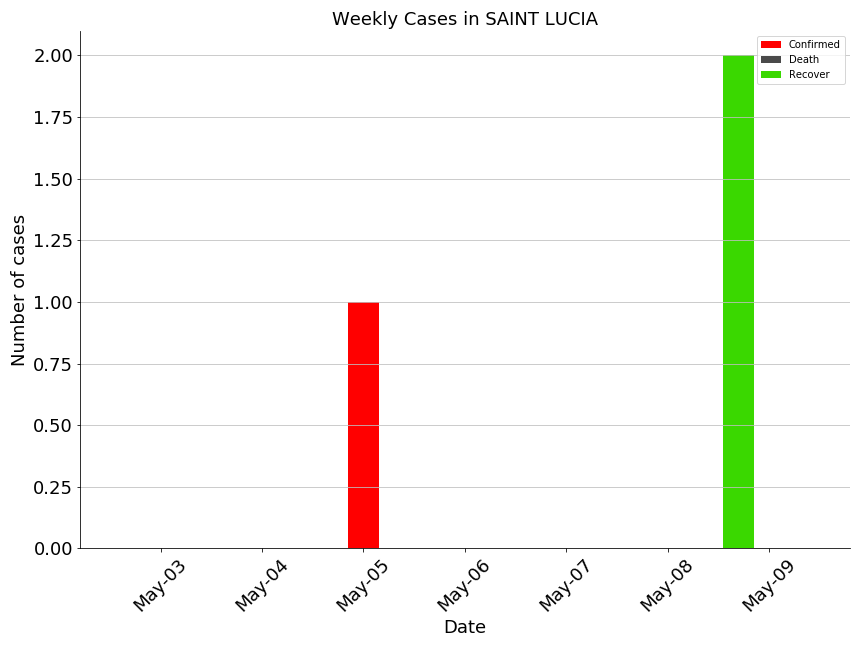 Weekly Cases in SAINT LUCIA
Confirmed
Death
Recover
Number of cases
2.00
1.75
1.50
1.25
1.00
0.75
0.50
0.25
0.00
May-03 May-04 May-05 May-06 May-07 May-08 May-09
Date